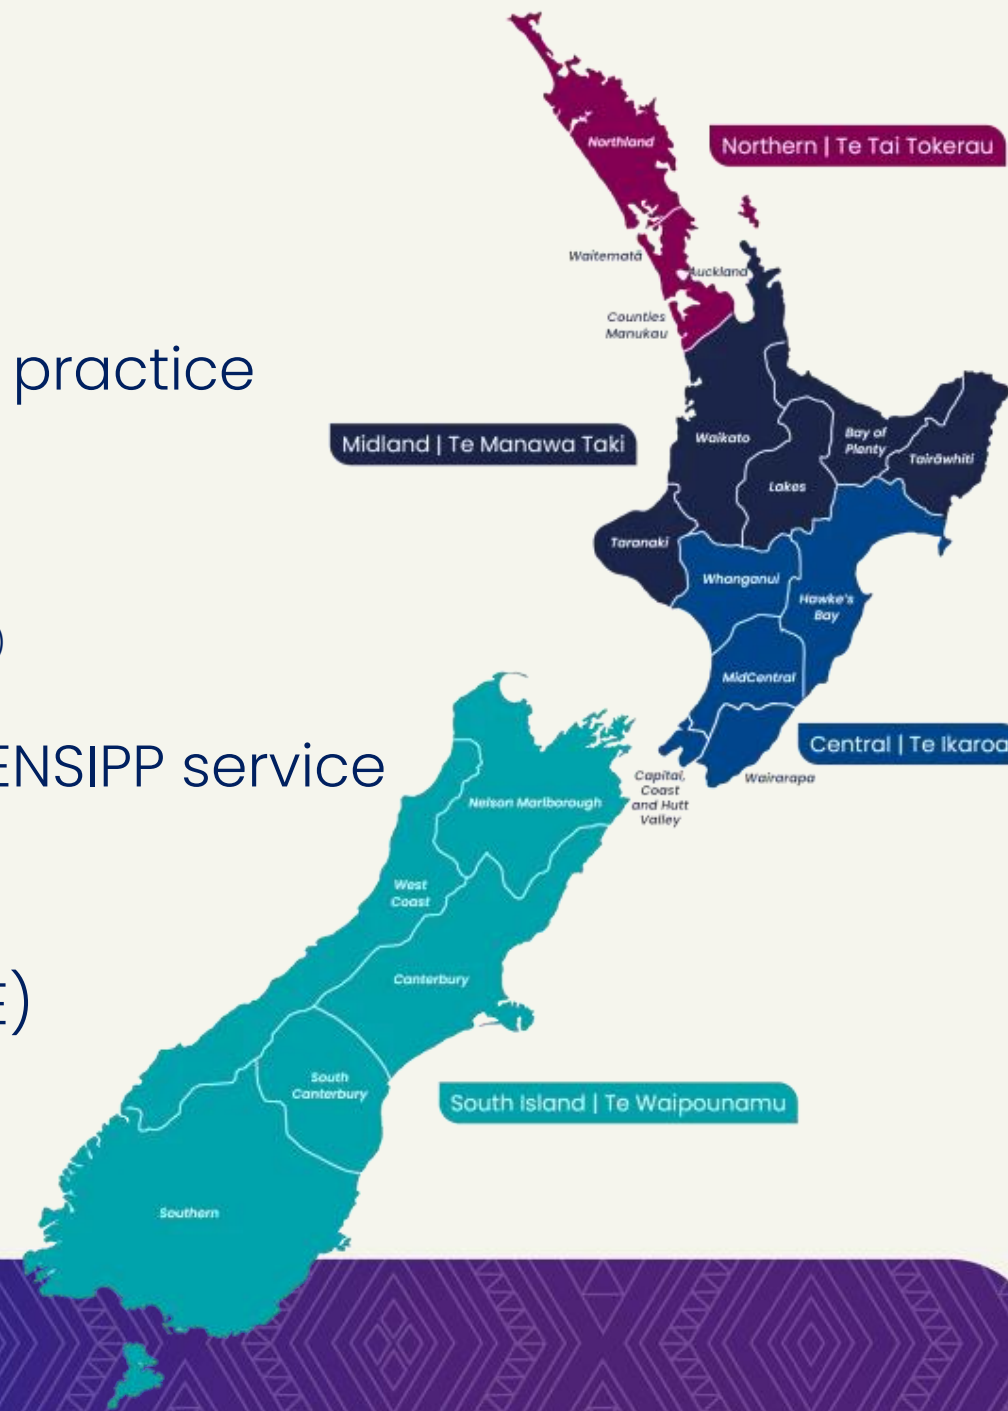 Northland
Northern | Te Tai Tokerau
Waitematā
Auckland
Counties
Manukau
practice
Midland | Te Manawa Taki
Waikato
Bay of
Plenty
Tairāwhiti
Lakes
Taranaki
Whanganui
Hawke's
Bay
)
MidCentral
ENSIPP service
Central | Te Ikaroa
Capital,
Coast
and Hutt
Valley
Wairarapa
Nelson Marlborough
West
Coast
Canterbury
E)
South
Canterbury
South Island | Te Waipounamu
Southern